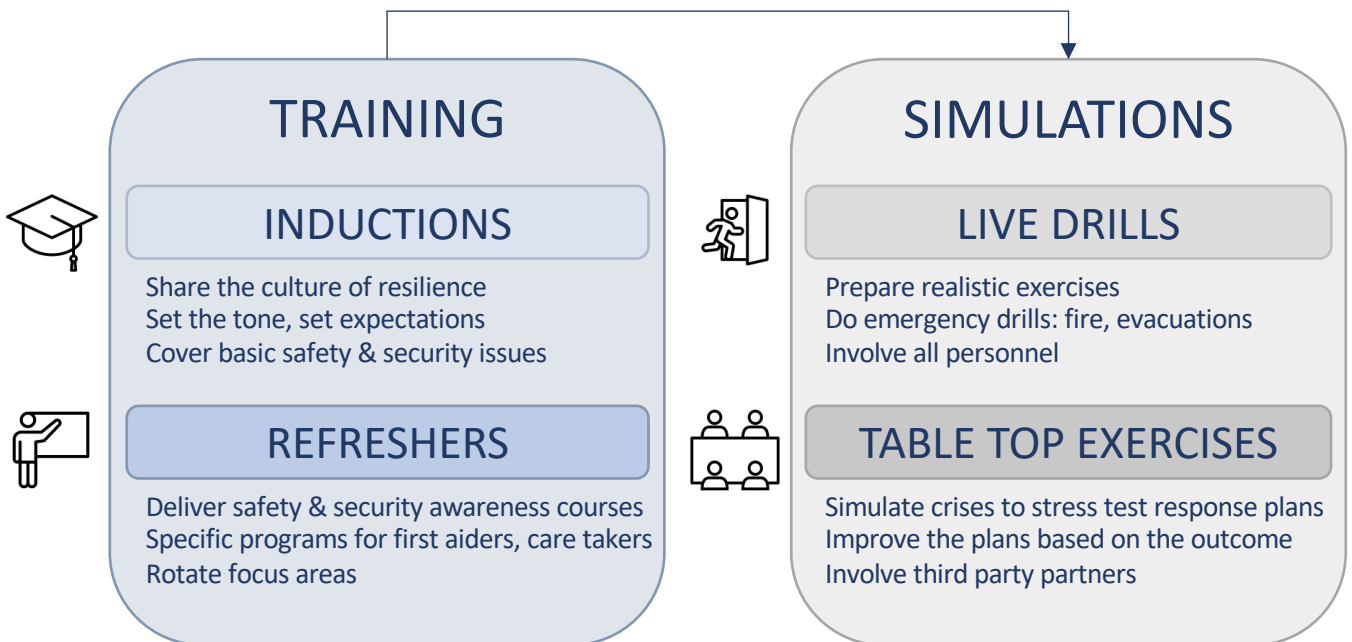 TRAINING
INDUCTIONS
Share the culture of resilience
Set the tone, set expectations
Cover basic safety & security issues
REFRESHERS
Deliver safety & security awareness courses
Specific programs for first aiders, care takers
Rotate focus areas
SIMULATIONS
LIVE DRILLS
Prepare realistic exercises
Do emergency drills: fire, evacuations
Involve all personnel
TABLE TOP EXERCISES
Simulate crises to stress test response plans
Improve the plans based on the outcome
Involve third party partners